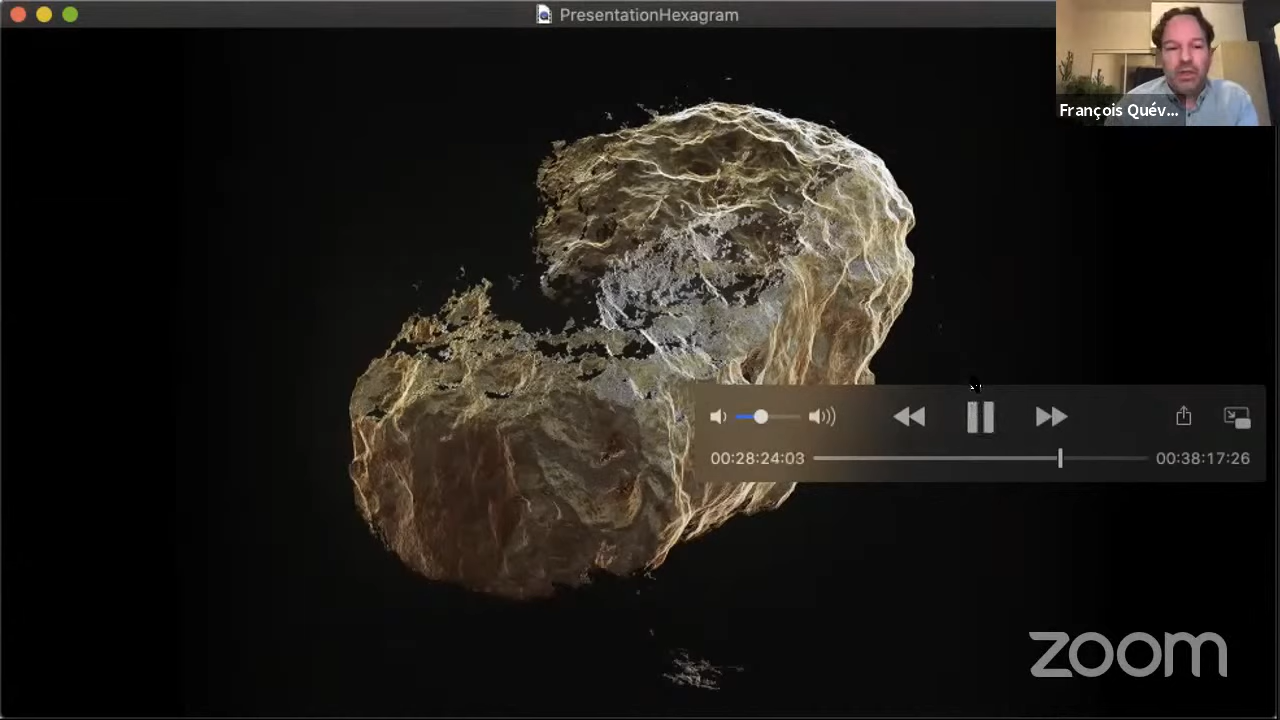 PresentationHexagram
François Quév...
00:28:24:03
00:38:17:26
zoom